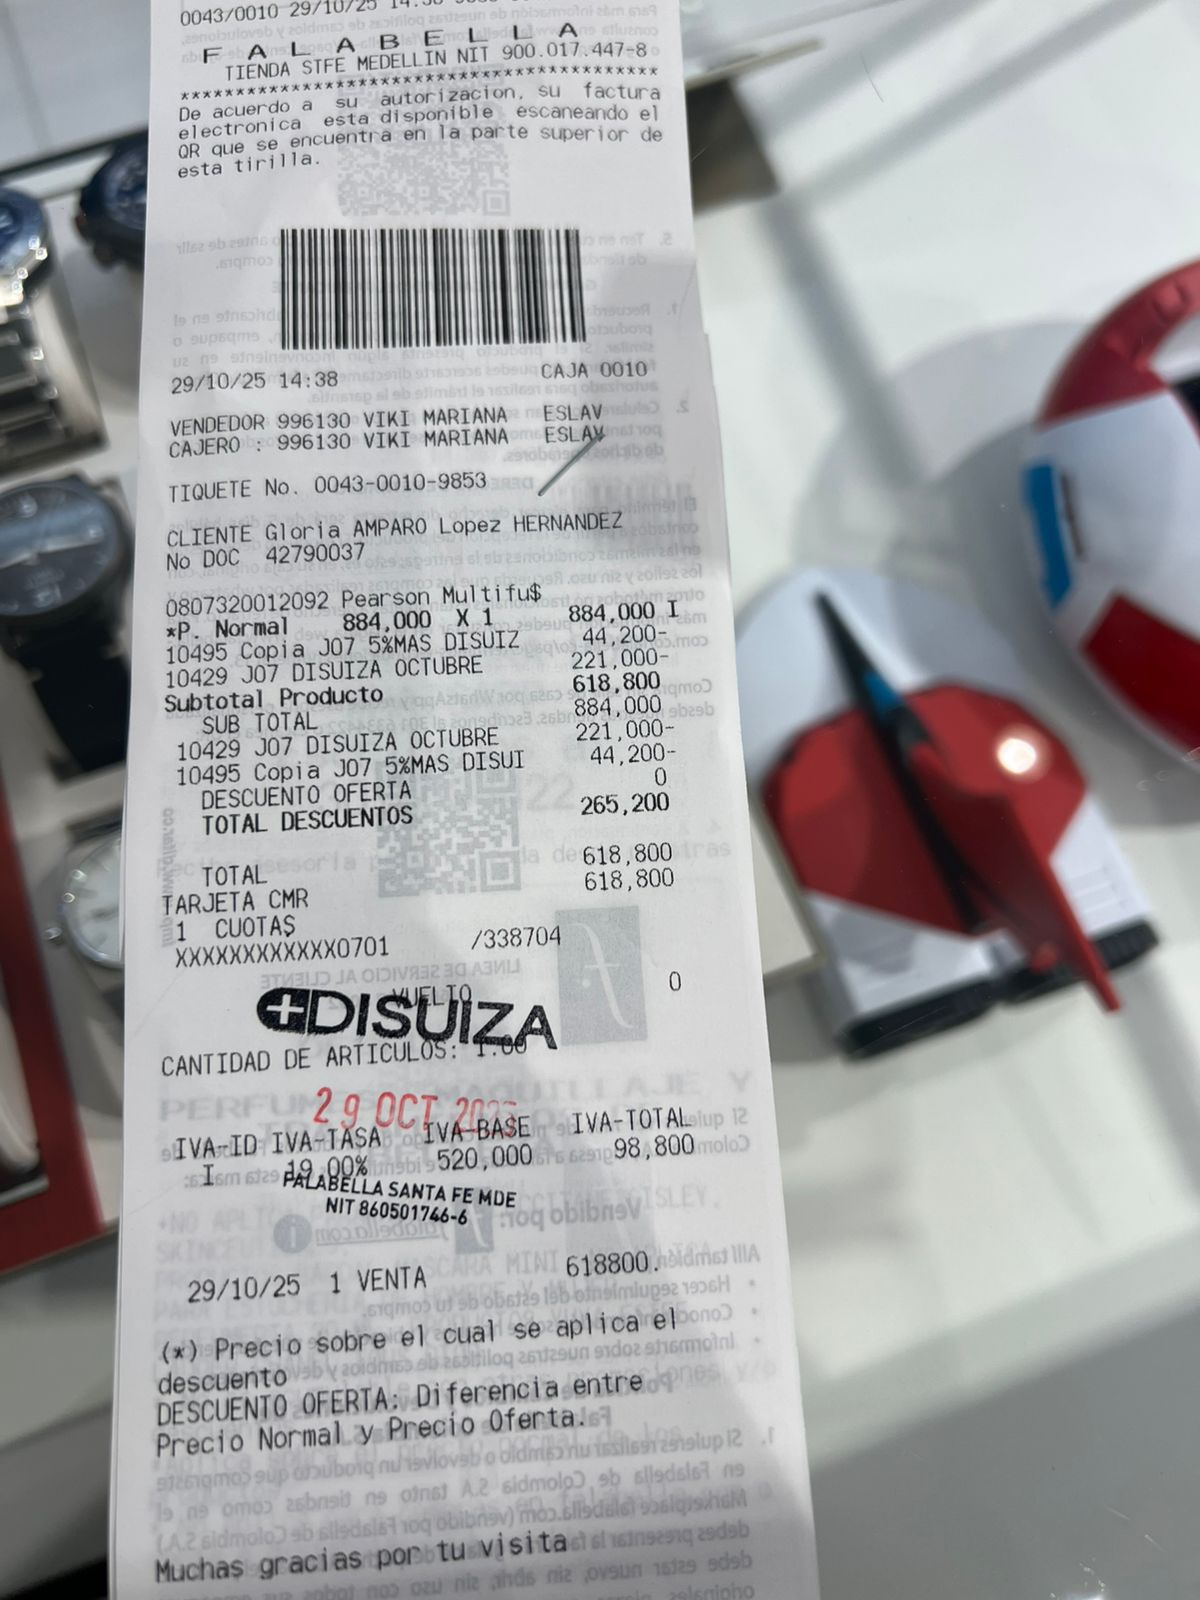 0043/0010 29/10/25 14:38
F A L A B E L L A
TIENDA STFE MEDELLIN NIT 900.017.447-8
****************************************
De acuerdo a su autorizacion, su factura
electronica esta disponible escaneando el
QR que se encuentra en la parte superior de
esta tirilla.
29/10/25 14:38 CAJA 0010
VENDEDOR 996130 VIKI MARIANA ESLAV
CAJERO : 996130 VIKI MARIANA ESLAV
TIQUETE No. 0043-0010-9853
CLIENTE Gloria AMPARO Lopez HERNANDEZ
No DOC 42790037
0807320012092 Pearson Multifu$
*P. Normal 884,000 X 1 884,000 I
10495 Copia J07 5%MAS DISUIZ 44,200-
10429 J07 DISUIZA OCTUBRE 221,000-
Subtotal Producto 618,800
SUB TOTAL 884,000
10429 J07 DISUIZA OCTUBRE 221,000-
10495 Copia J07 5%MAS DISUI 44,200-
DESCUENTO OFERTA 0
TOTAL DESCUENTOS 265,200
TOTAL 618,800
TARJETA CMR 618,800
1 CUOTAS
XXXXXXXXXXXX0701 /338704
VUELTO 0
DISUIZA
CANTIDAD DE ARTICULOS: 1.00
29 OCT 2025
IVA-ID IVA-TASA IVA-BASE IVA-TOTAL
I 19,00% 520,000 98,800
FALABELLA SANTA FE MDE
NIT 860501746-6
29/10/25 1 VENTA 618800.
(*) Precio sobre el cual se aplica el
descuento
DESCUENTO OFERTA: Diferencia entre
Precio Normal y Precio Oferta.
Muchas gracias por tu visita